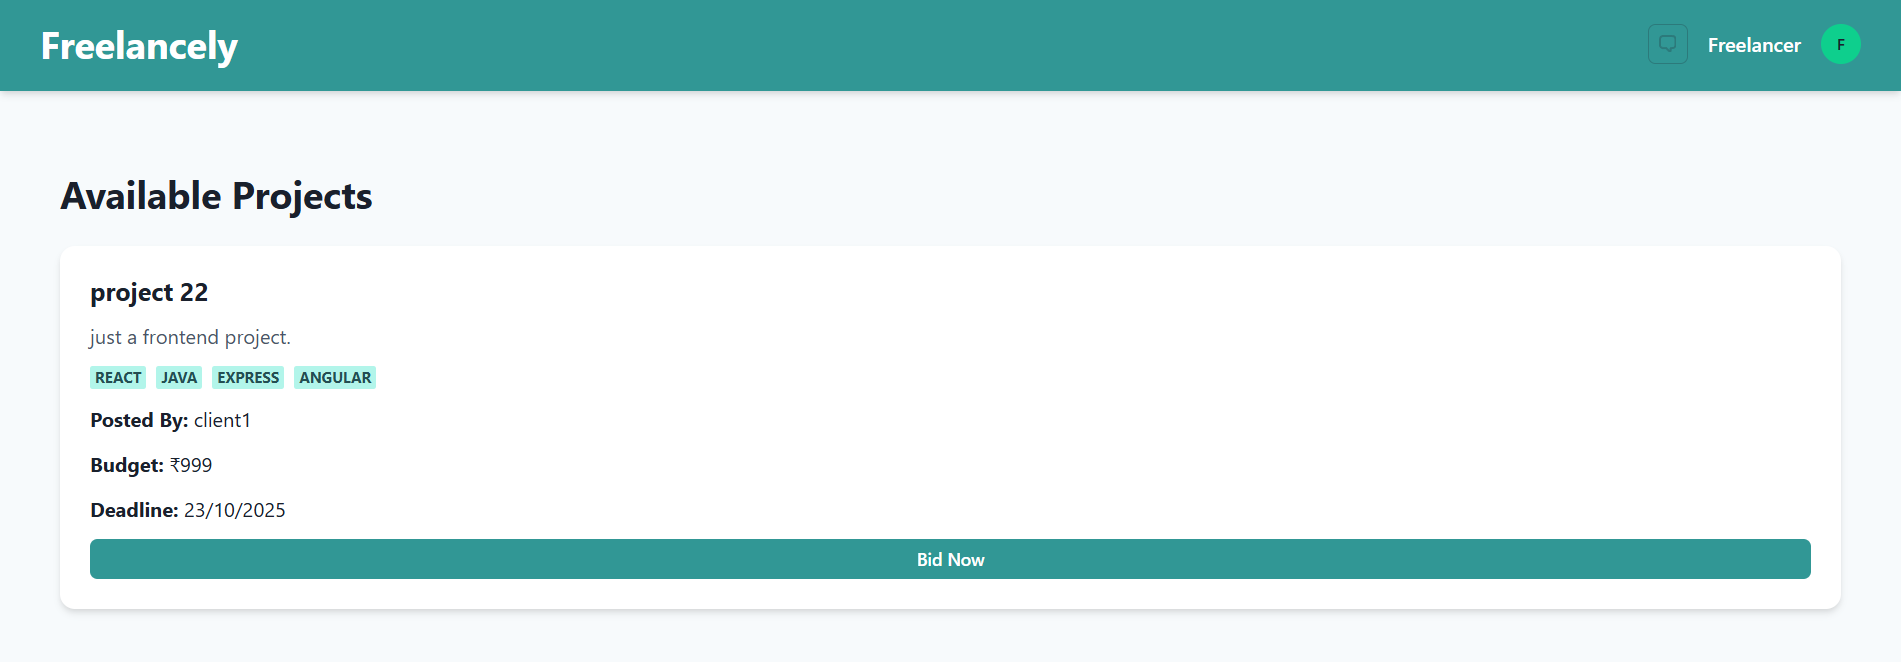 Freelancely
Freelancer
F
Available Projects
project 22
just a frontend project.
REACT JAVA EXPRESS ANGULAR
Posted By: client1
Budget: ₹999
Deadline: 23/10/2025
Bid Now